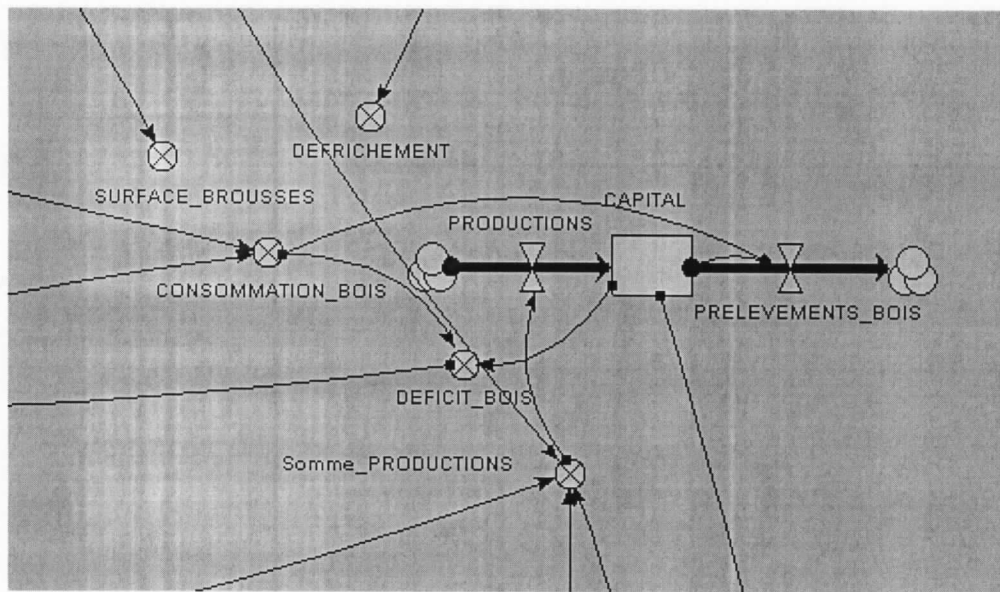 DEFRICHEMENT
SURFACE_BROUSSES
CAPITAL
PRODUCTIONS
CONSOMMATION_BOIS
PRELEVEMENTS_BOIS
DEFICIT_BOIS
Somme_PRODUCTIONS